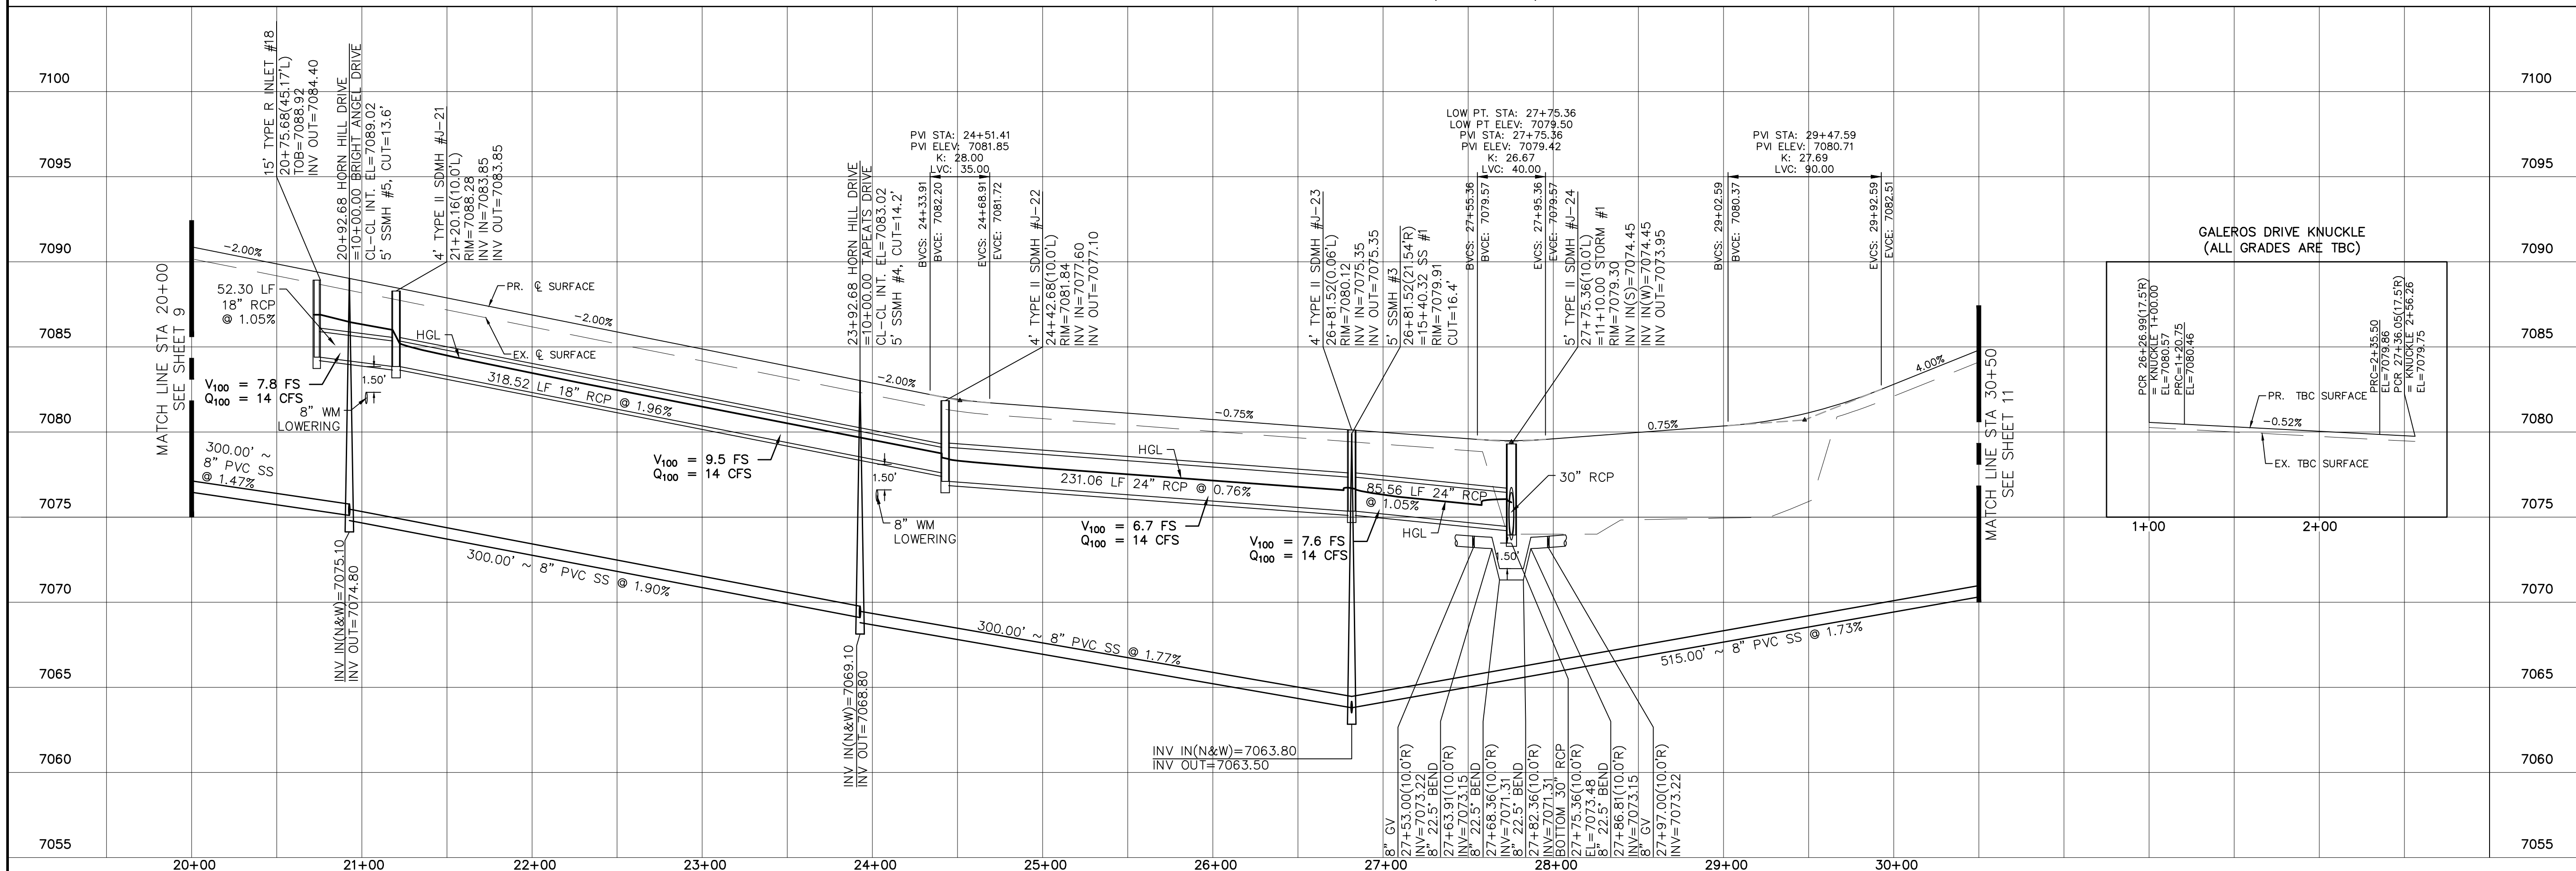 7100
7095
7090
7085
7080
7075
7070
7065
7060
7055
MATCH LINE STA 20+00
SEE SHEET 9
15' TYPE R INLET #18
20+75.68(45.17'L)
TOB=7088.92
INV OUT=7084.40
20+92.68 HORN HILL DRIVE
=10+00.00 BRIGHT ANGEL DRIVE
CL-CL INT. EL=7089.02
5' SSMH #5, CUT=13.6'
4' TYPE II SDMH #J-21
21+20.16(10.0'L)
RIM=7088.28
INV IN=7083.85
INV OUT=7083.85
-2.00%
52.30 LF
18" RCP
@ 1.05%
V100 = 7.8 FS
Q100 = 14 CFS
8" WM
LOWERING
1.50'
300.00' ~
8" PVC SS
@ 1.47%
INV IN(N&W)=7075.10
INV OUT=7074.80
HGL
PR. ℄ SURFACE
EX. ℄ SURFACE
-2.00%
318.52 LF 18" RCP @ 1.96%
300.00' ~ 8" PVC SS @ 1.90%
V100 = 9.5 FS
Q100 = 14 CFS
23+92.68 HORN HILL DRIVE
=10+00.00 TAPEATS DRIVE
CL-CL INT. EL=7083.02
5' SSMH #4, CUT=14.2'
-2.00%
INV IN(N&W)=7069.10
INV OUT=7068.80
1.50'
8" WM
LOWERING
PVI STA: 24+51.41
PVI ELEV: 7081.85
K: 28.00
LVC: 35.00
BVCS: 24+33.91
BVCE: 7082.20
EVCS: 24+68.91
EVCE: 7081.72
4' TYPE II SDMH #J-22
24+42.68(10.0'L)
RIM=7081.84
INV IN=7077.60
INV OUT=7077.10
-0.75%
HGL
231.06 LF 24" RCP @ 0.76%
V100 = 6.7 FS
Q100 = 14 CFS
300.00' ~ 8" PVC SS @ 1.77%
4' TYPE II SDMH #J-23
26+81.52(0.06'L)
RIM=7080.12
INV IN=7075.35
INV OUT=7075.35
5' SSMH #3
26+81.52(21.54'R)
=15+40.32 SS #1
RIM=7079.91
CUT=16.4'
V100 = 7.6 FS
Q100 = 14 CFS
85.56 LF 24" RCP
@ 1.05%
HGL
INV IN(N&W)=7063.80
INV OUT=7063.50
LOW PT. STA: 27+75.36
LOW PT ELEV: 7079.50
PVI STA: 27+75.36
PVI ELEV: 7079.42
K: 26.67
LVC: 40.00
BVCS: 27+55.36
BVCE: 7079.57
EVCS: 27+95.36
EVCE: 7079.57
5' TYPE II SDMH #J-24
27+75.36(10.0'L)
=11+10.00 STORM #1
RIM=7079.30
INV IN(S)=7074.45
INV IN(W)=7074.45
INV OUT=7073.95
30" RCP
1.50'
8" GV
27+53.00(10.0'R)
INV=7073.22
8" 22.5° BEND
27+63.91(10.0'R)
INV=7073.15
8" 22.5° BEND
27+68.36(10.0'R)
INV=7071.31
8" 22.5° BEND
27+82.36(10.0'R)
INV=7071.31
BOTTOM 30" RCP
27+75.36(10.0'R)
EL=7073.48
8" 22.5° BEND
27+86.81(10.0'R)
INV=7073.15
8" GV
27+97.00(10.0'R)
INV=7073.22
PVI STA: 29+47.59
PVI ELEV: 7080.71
K: 27.69
LVC: 90.00
BVCS: 29+02.59
BVCE: 7080.37
EVCS: 29+92.59
EVCE: 7082.51
0.75%
4.00%
515.00' ~ 8" PVC SS @ 1.73%
MATCH LINE STA 30+50
SEE SHEET 11
GALEROS DRIVE KNUCKLE
(ALL GRADES ARE TBC)
PCR 26+26.99(17.5'R)
= KNUCKLE 1+00.00
EL=7080.57
PRC=1+20.75
EL=7080.46
PRC=2+35.50
EL=7079.86
PCR 27+36.05(17.5'R)
= KNUCKLE 2+56.26
EL=7079.75
PR. TBC SURFACE
-0.52%
EX. TBC SURFACE
1+00
2+00
7100
7095
7090
7085
7080
7075
7070
7065
7060
7055
20+00
21+00
22+00
23+00
24+00
25+00
26+00
27+00
28+00
29+00
30+00